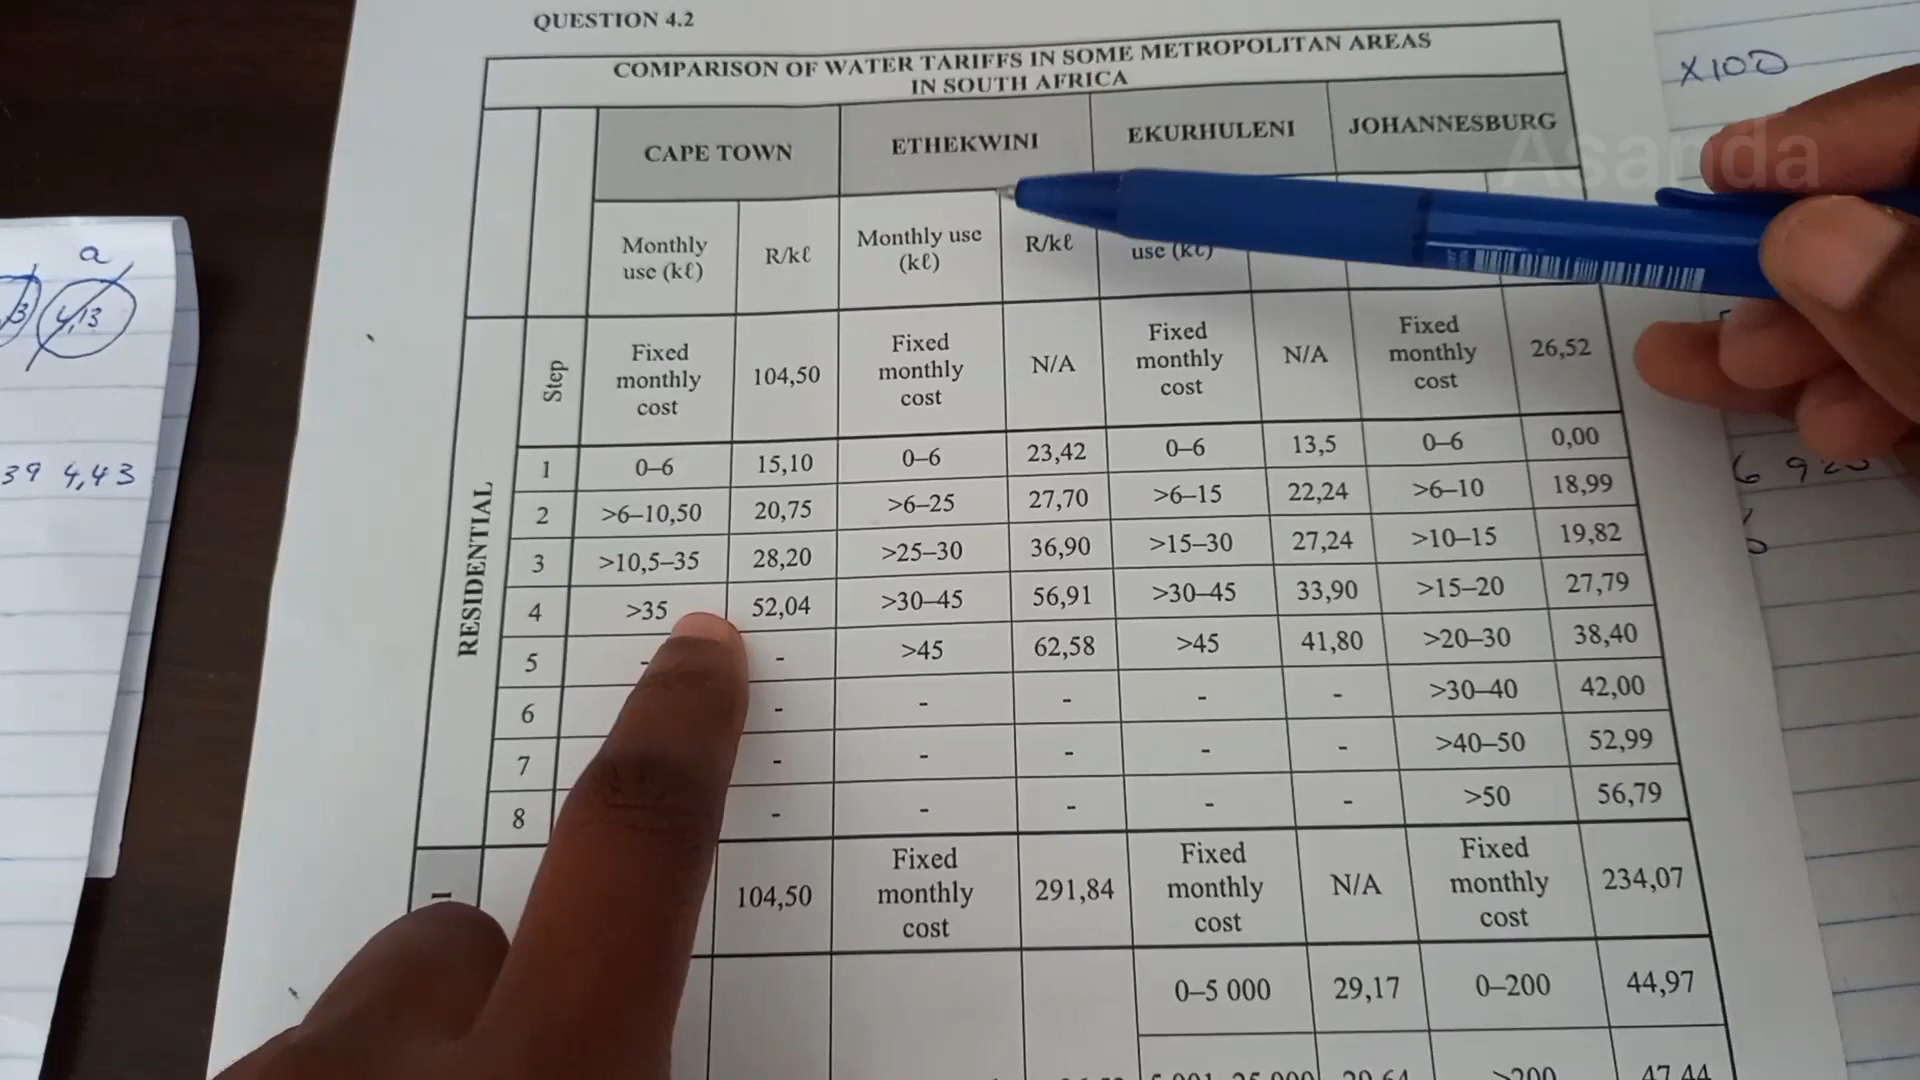 QUESTION 4.2
COMPARISON OF WATER TARIFFS IN SOME METROPOLITAN AREAS
IN SOUTH AFRICA
CAPE TOWN ETHEKWINI EKURHULENI JOHANNESBURG
Monthly use (kℓ) R/kℓ Monthly use (kℓ) R/kℓ use (kℓ)
RESIDENTIAL
Step Fixed monthly cost 104,50 Fixed monthly cost N/A Fixed monthly cost N/A Fixed monthly cost 26,52
1 0–6 15,10 0–6 23,42 0–6 13,5 0–6 0,00
2 >6–10,50 20,75 >6–25 27,70 >6–15 22,24 >6–10 18,99
3 >10,5–35 28,20 >25–30 36,90 >15–30 27,24 >10–15 19,82
4 >35 52,04 >30–45 56,91 >30–45 33,90 >15–20 27,79
5 - - >45 62,58 >45 41,80 >20–30 38,40
6 - - - - - >30–40 42,00
7 - - - - - >40–50 52,99
8 - - - - - >50 56,79
104,50 Fixed monthly cost 291,84 Fixed monthly cost N/A Fixed monthly cost 234,07
0–5 000 29,17 0–200 44,97
>200 47,44
x100
Asanda
a
4,13
39 4,43